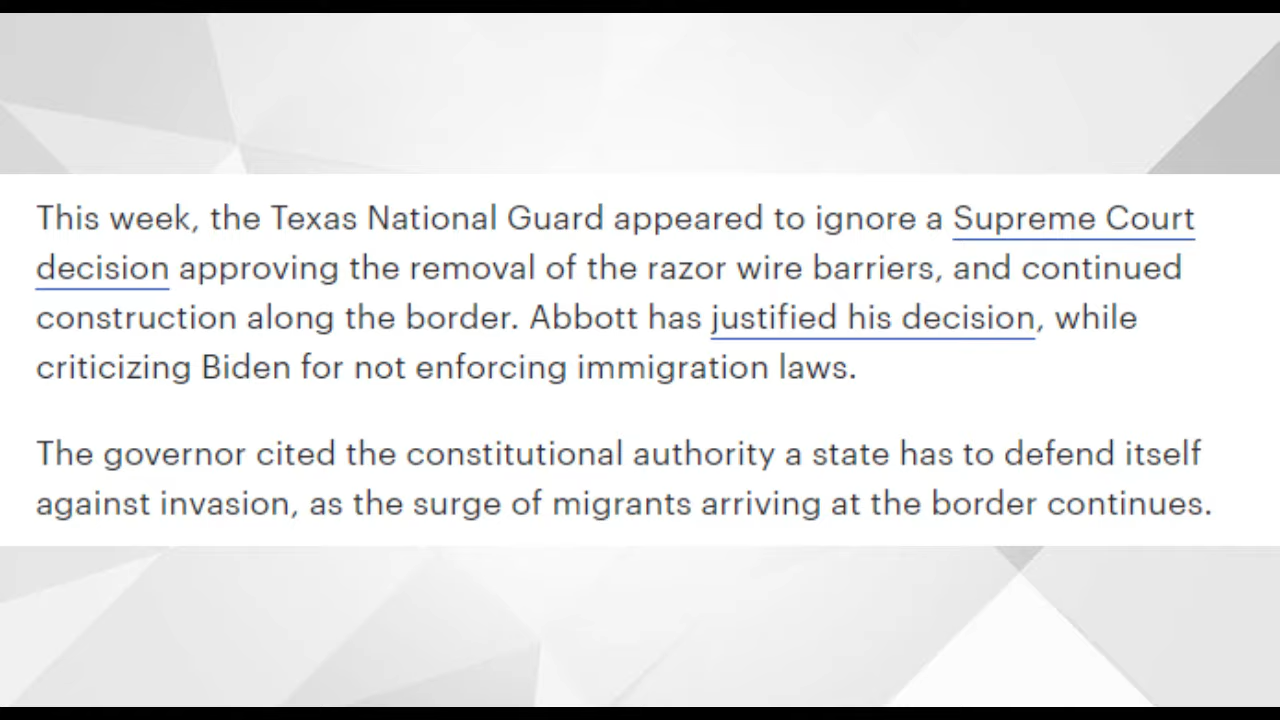 This week, the Texas National Guard appeared to ignore a Supreme Court
decision approving the removal of the razor wire barriers, and continued
construction along the border. Abbott has justified his decision, while
criticizing Biden for not enforcing immigration laws.
The governor cited the constitutional authority a state has to defend itself
against invasion, as the surge of migrants arriving at the border continues.